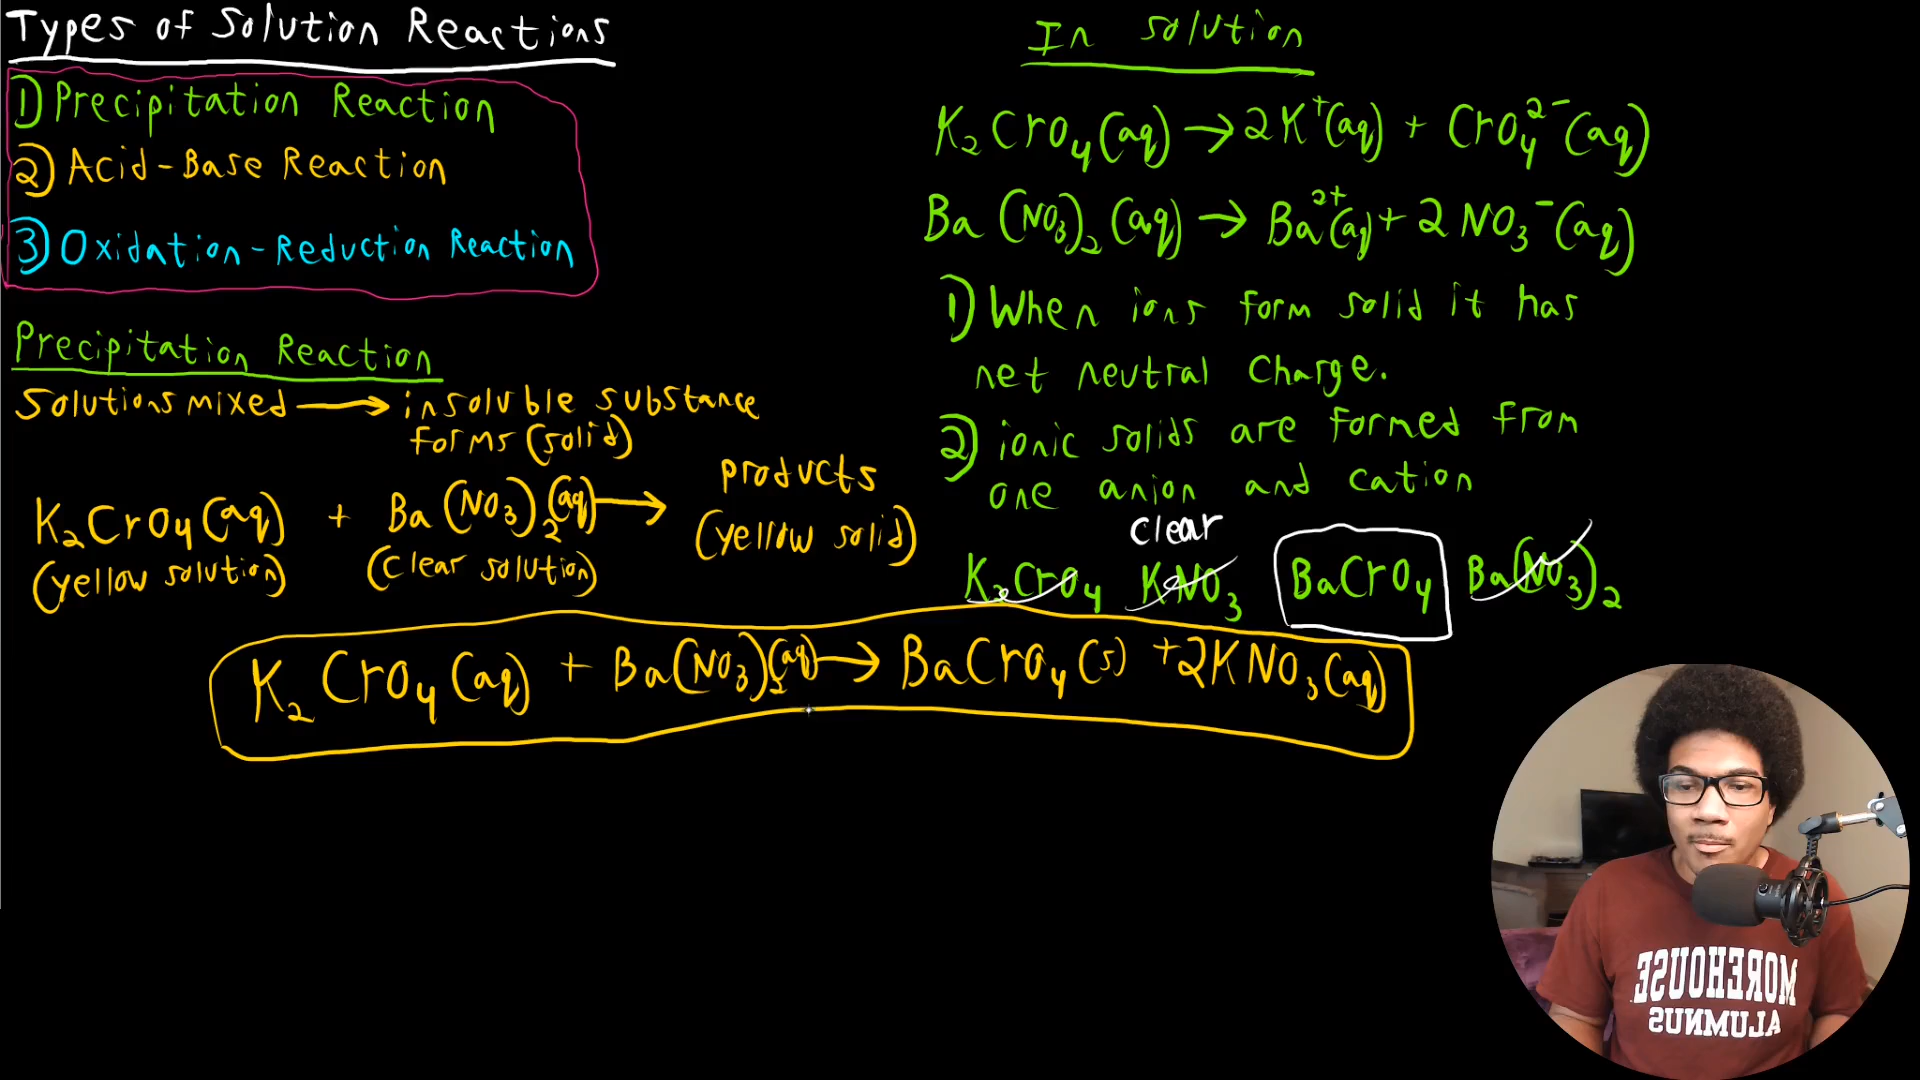 Types of Solution Reactions
1) Precipitation Reaction
2) Acid-Base Reaction
3) Oxidation-Reduction Reaction
Precipitation Reaction
Solutions mixed → insoluble substance
forms (solid)
K₂CrO₄(aq) + Ba(NO₃)₂(aq) → products
(yellow solution) (clear solution) (yellow solid)
In solution
K₂CrO₄(aq) → 2K⁺(aq) + CrO₄²⁻(aq)
Ba(NO₃)₂(aq) → Ba²⁺(aq) + 2NO₃⁻(aq)
1) When ions form solid it has
net neutral charge.
2) ionic solids are formed from
one anion and cation
clear
K₂CrO₄ KNO₃ BaCrO₄ Ba(NO₃)₂
K₂CrO₄(aq) + Ba(NO₃)₂(aq) → BaCrO₄(s) + 2KNO₃(aq)
MOREHOUSE
ALUMNUS